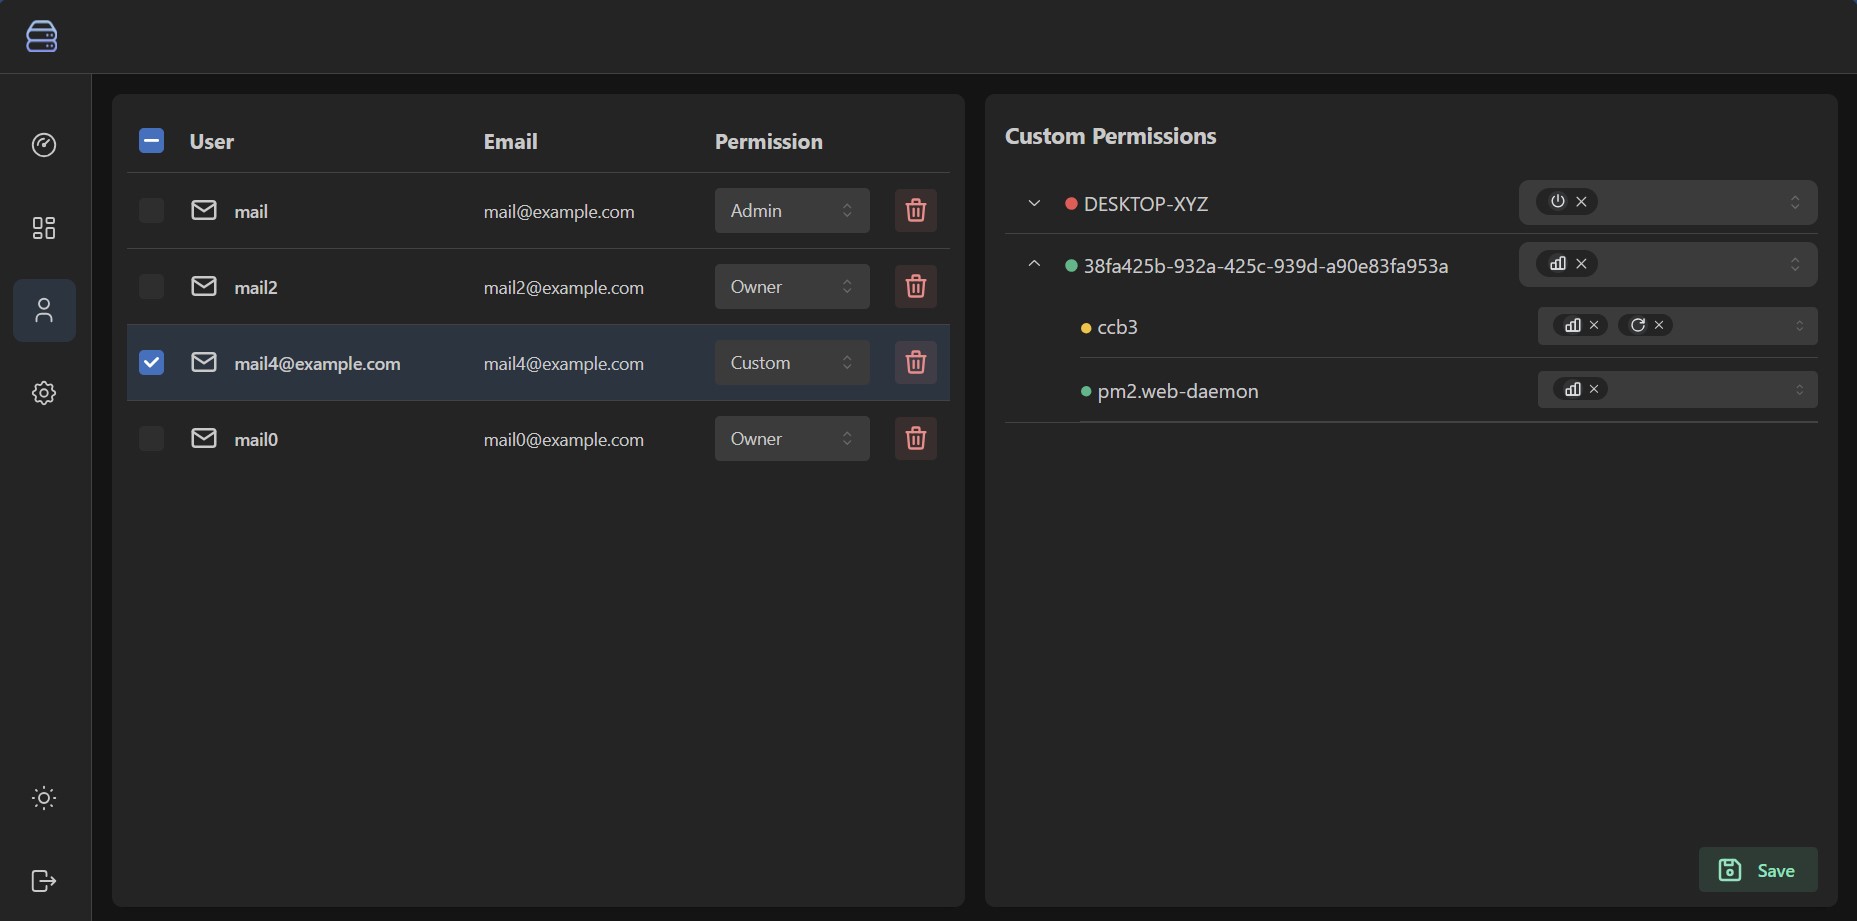 User Email Permission
mail mail@example.com Admin
mail2 mail2@example.com Owner
mail4@example.com mail4@example.com Custom
mail0 mail0@example.com Owner
Custom Permissions
DESKTOP-XYZ
38fa425b-932a-425c-939d-a90e83fa953a
ccb3
pm2.web-daemon
Save